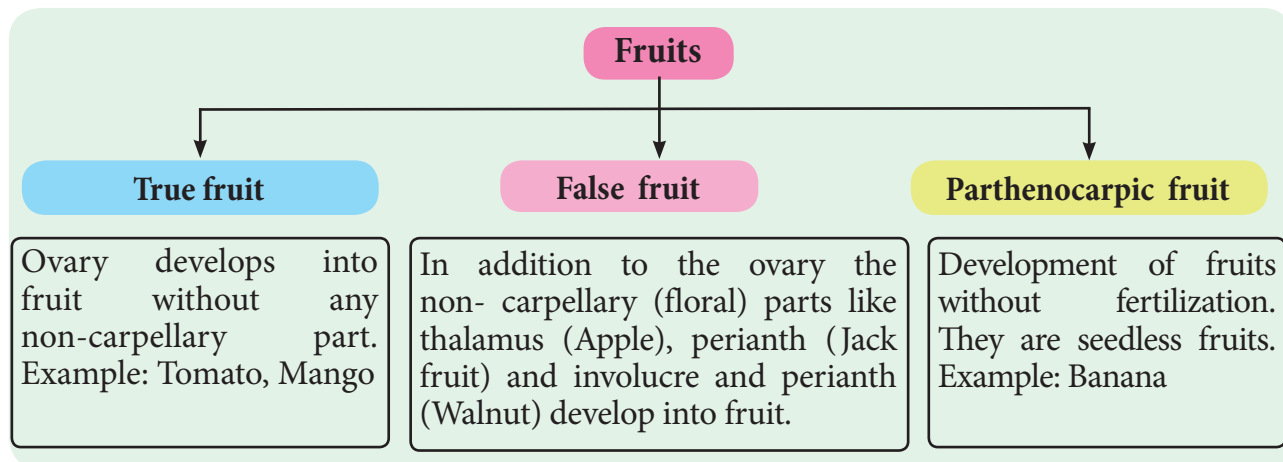 Fruits
True fruit
False fruit
Parthenocarpic fruit
Ovary develops into
fruit without any
non-carpellary part.
Example: Tomato, Mango
In addition to the ovary the
non- carpellary (floral) parts like
thalamus (Apple), perianth (Jack
fruit) and involucre and perianth
(Walnut) develop into fruit.
Development of fruits
without fertilization.
They are seedless fruits.
Example: Banana